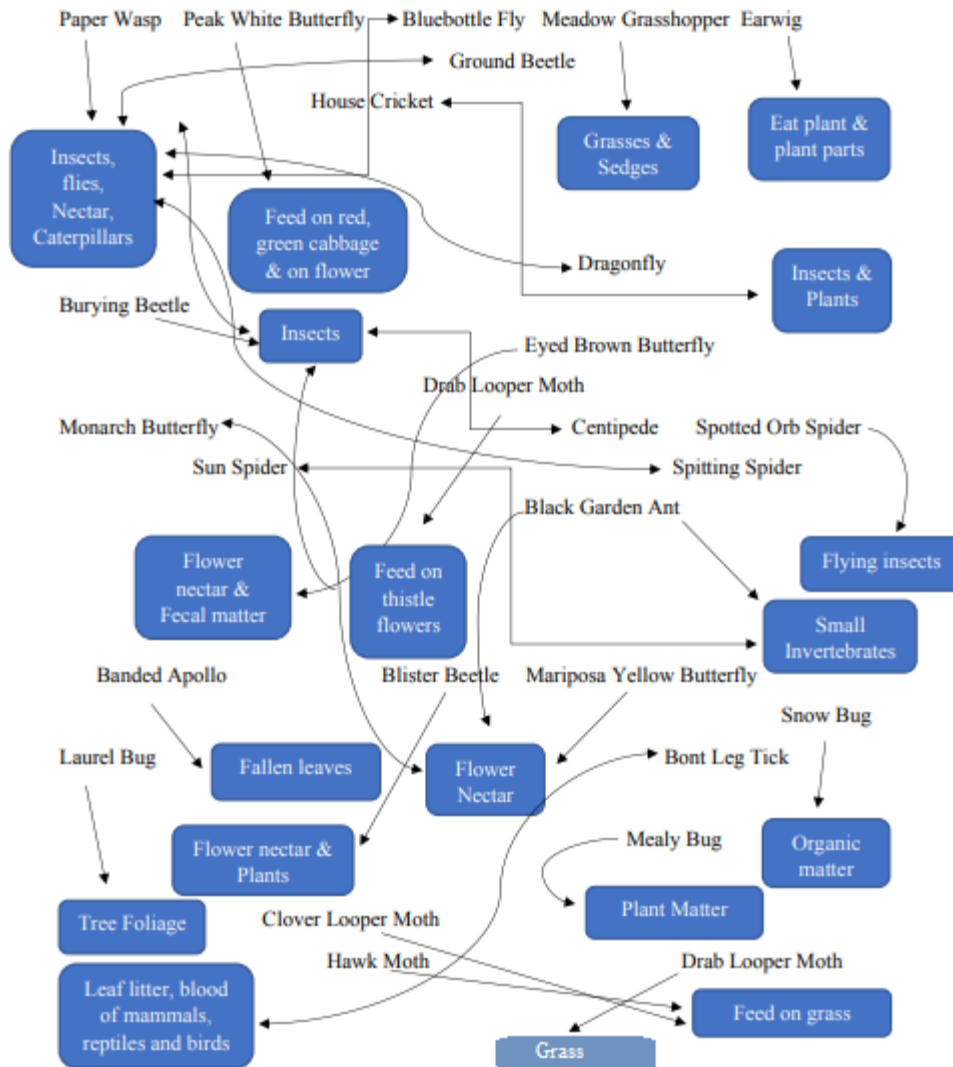 Paper Wasp
Peak White Butterfly
Bluebottle Fly
Meadow Grasshopper
Earwig
Ground Beetle
House Cricket
Insects,
flies,
Nectar,
Caterpillars
Grasses &
Sedges
Eat plant &
plant parts
Feed on red,
green cabbage
& on flower
Dragonfly
Insects &
Plants
Burying Beetle
Insects
Eyed Brown Butterfly
Drab Looper Moth
Monarch Butterfly
Centipede
Spotted Orb Spider
Sun Spider
Spitting Spider
Black Garden Ant
Flower
nectar &
Fecal matter
Feed on
thistle
flowers
Flying insects
Small
Invertebrates
Banded Apollo
Blister Beetle
Mariposa Yellow Butterfly
Snow Bug
Laurel Bug
Fallen leaves
Flower
Nectar
Bont Leg Tick
Flower nectar &
Plants
Mealy Bug
Organic
matter
Tree Foliage
Clover Looper Moth
Plant Matter
Hawk Moth
Drab Looper Moth
Leaf litter, blood
of mammals,
reptiles and birds
Feed on grass
Grass